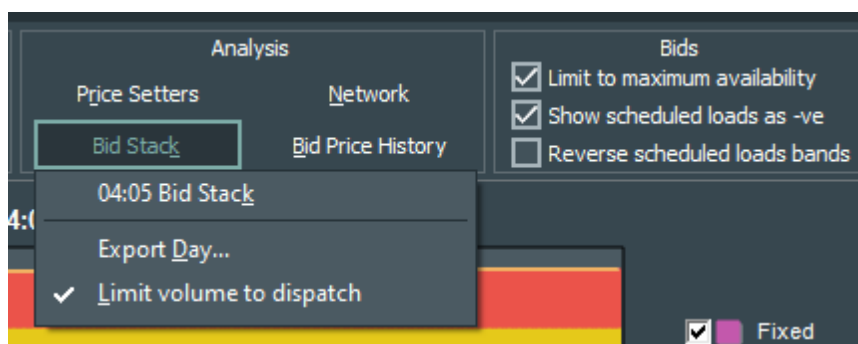 Analysis
Price Setters
Network
Bid Stack
Bid Price History
Bids
Limit to maximum availability
Show scheduled loads as -ve
Reverse scheduled loads bands
04:05 Bid Stack
Export Day...
Limit volume to dispatch
Fixed